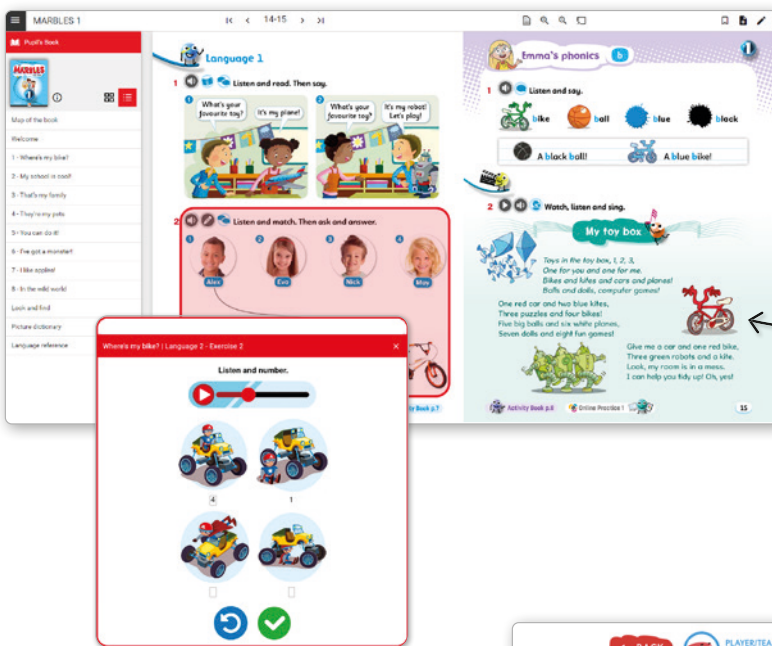 MARBLES 1
14-15
Pupil's Book
MARBLES
Map of the book
Welcome
1 - Where's my bike?
2 - My school is cool!
3 - That's my family
4 - They're my pets
5 - You can do it!
6 - I've got a monster!
7 - I like apples!
8 - In the wild world
Look and find
Picture dictionary
Language reference
Language 1
1 Listen and read. Then say.
1
What's your
favourite toy?
It's my plane!
2
What's your
favourite toy?
It's my robot!
Let's play!
2 Listen and match. Then ask and answer.
1 2 3 4
Alex Eva Nick May
ty Book p.7
Emma's phonics b
1
1 Listen and say.
bike ball blue black
A black ball! A blue bike!
2 Watch, listen and sing.
My toy box
Toys in the toy box, 1, 2, 3,
One for you and one for me.
Bikes and kites and cars and planes!
Balls and dolls, computer games!
One red car and two blue kites,
Three puzzles and four bikes!
Five big balls and six white planes,
Seven dolls and eight fun games!
Give me a car and one red bike,
Three green robots and a kite.
Look, my room is in a mess.
I can help you tidy up! Oh, yes!
Activity Book p.8 Online Practice 1
15
Where's my bike? | Language 2 - Exercise 2
Listen and number.
4 1
BACK
PLAYER/TEA